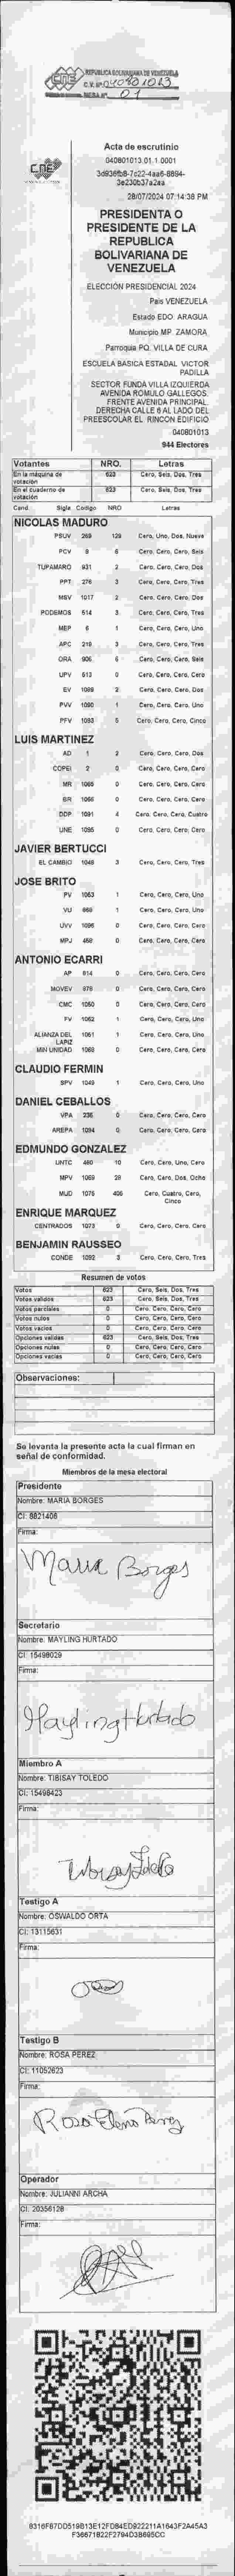 CNE REPUBLICA BOLIVARIANA DE VENEZUELA
C.V. Nº 040801013
MESA Nº 01
CNE
Acta de escrutinio
040801013.01.1.0001
28/07/2024 07:14:38 PM
PRESIDENTA O
PRESIDENTE DE LA
REPUBLICA
BOLIVARIANA DE
VENEZUELA
ELECCIÓN PRESIDENCIAL 2024
Pais VENEZUELA
Estado EDO. ARAGUA
Municipio MP. ZAMORA
Parroquia PQ. VILLA DE CURA
ESCUELA BÁSICA ESTADAL VICTOR
PADILLA
SECTOR FUNDA VILLA IZQUIERDA
AVENIDA ROMULO GALLEGOS.
FRENTE AVENIDA PRINCIPAL.
DERECHA CALLE 6 AL LADO DEL
PREESCOLAR EL RINCON EDIFICIO
040801013
944 Electores
Votantes NRO. Letras
En la máquina de votación 623 Cero, Seis, Dos, Tres
En el cuaderno de votación 623 Cero, Seis, Dos, Tres
Cand. Sigla Codigo NRO Letras
NICOLAS MADURO
PSUV 269 129 Cero, Uno, Dos, Nueve
PCV 8 6 Cero, Cero, Cero, Seis
TUPAMARO 931 2 Cero, Cero, Cero, Dos
PPT 276 3 Cero, Cero, Cero, Tres
MSV 1017 2 Cero, Cero, Cero, Dos
PODEMOS 514 3 Cero, Cero, Cero, Tres
MEP 6 1 Cero, Cero, Cero, Uno
APC 219 3 Cero, Cero, Cero, Tres
ORA 906 6 Cero, Cero, Cero, Seis
UPV 513 0 Cero, Cero, Cero, Cero
EV 1089 2 Cero, Cero, Cero, Dos
PVV 1090 1 Cero, Cero, Cero, Uno
PFV 1093 5 Cero, Cero, Cero, Cinco
LUIS MARTINEZ
AD 1 2 Cero, Cero, Cero, Dos
COPEI 2 0 Cero, Cero, Cero, Cero
MR 1065 0 Cero, Cero, Cero, Cero
BR 1056 0 Cero, Cero, Cero, Cero
DDP 1091 4 Cero, Cero, Cero, Cuatro
UNE 1095 0 Cero, Cero, Cero, Cero
JAVIER BERTUCCI
EL CAMBIO 1048 3 Cero, Cero, Cero, Tres
JOSE BRITO
PV 1053 1 Cero, Cero, Cero, Uno
VU 868 1 Cero, Cero, Cero, Uno
UVV 1096 0 Cero, Cero, Cero, Cero
MPJ 458 0 Cero, Cero, Cero, Cero
ANTONIO ECARRI
AP 814 0 Cero, Cero, Cero, Cero
MOVEV 978 0 Cero, Cero, Cero, Cero
CMC 1050 0 Cero, Cero, Cero, Cero
FV 1062 1 Cero, Cero, Cero, Uno
ALIANZA DEL LAPIZ 1061 1 Cero, Cero, Cero, Uno
MIN UNIDAD 1068 0 Cero, Cero, Cero, Cero
CLAUDIO FERMIN
SPV 1049 1 Cero, Cero, Cero, Uno
DANIEL CEBALLOS
VPA 236 0 Cero, Cero, Cero, Cero
AREPA 1094 0 Cero, Cero, Cero, Cero
EDMUNDO GONZALEZ
UNTC 480 10 Cero, Cero, Uno, Cero
MPV 1069 28 Cero, Cero, Dos, Ocho
MUD 1076 405 Cero, Cuatro, Cero, Cinco
ENRIQUE MARQUEZ
CENTRADOS 1073 0 Cero, Cero, Cero, Cero
BENJAMIN RAUSSEO
CONDE 1092 3 Cero, Cero, Cero, Tres
Resumen de votos
Votos 623 Cero, Seis, Dos, Tres
Votos validos 623 Cero, Seis, Dos, Tres
Votos parciales 0 Cero, Cero, Cero, Cero
Votos nulos 0 Cero, Cero, Cero, Cero
Votos vacios 0 Cero, Cero, Cero, Cero
Opciones validas 623 Cero, Seis, Dos, Tres
Opciones nulas 0 Cero, Cero, Cero, Cero
Opciones vacias 0 Cero, Cero, Cero, Cero
Observaciones:
Se levanta la presente acta la cual firman en
señal de conformidad.
Miembros de la mesa electoral
Presidente
Nombre: MARIA BORGES
CI: 8821406
Firma:
Maria Borges
Secretario
Nombre: MAYLING HURTADO
CI: 15498029
Firma:
Mayling Hurtado
Miembro A
Nombre: TIBISAY TOLEDO
CI: 15498423
Firma:
Tibisay Toledo
Testigo A
Nombre: OSWALDO ORTA
CI: 13115631
Firma:
Testigo B
Nombre: ROSA PEREZ
CI: 11052623
Firma:
Rosa Elena Perez
Operador
Nombre: JULIANNI ARCHA
CI: 20356128
Firma:
8316F87DD519B13E12FD84ED922211A1643F2A45A3
F36671B22F2794D3B695CC